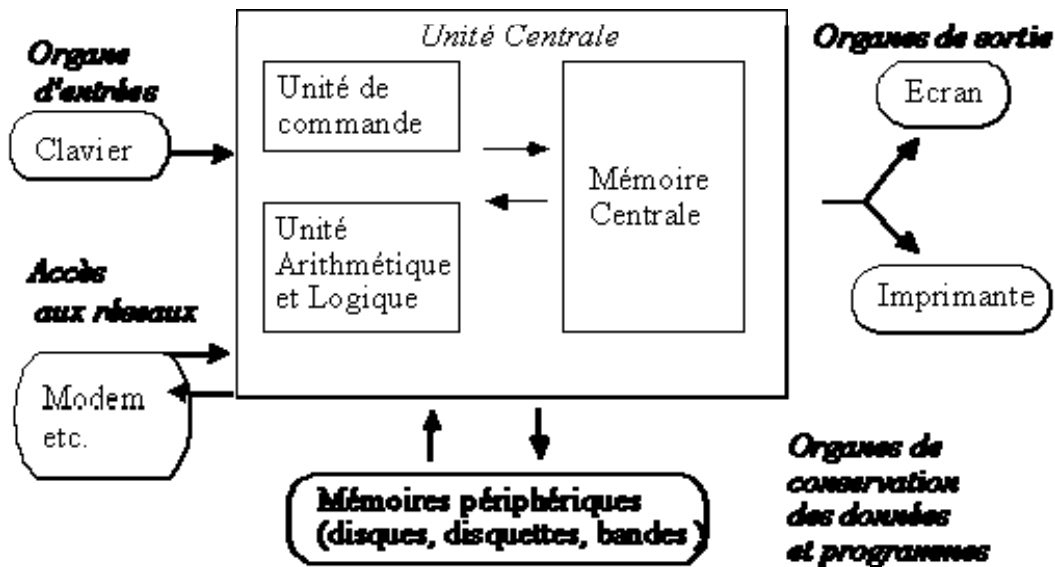 Unité Centrale
Organe
d'entrées
Clavier
Unité de
commande
Unité
Arithmétique
et Logique
Mémoire
Centrale
Organes de sortie
Ecran
Imprimante
Accès
aux réseaux
Modem
etc.
Mémoires périphériques
(disques, disquettes, bandes )
Organes de
conservation
des données
et programmes